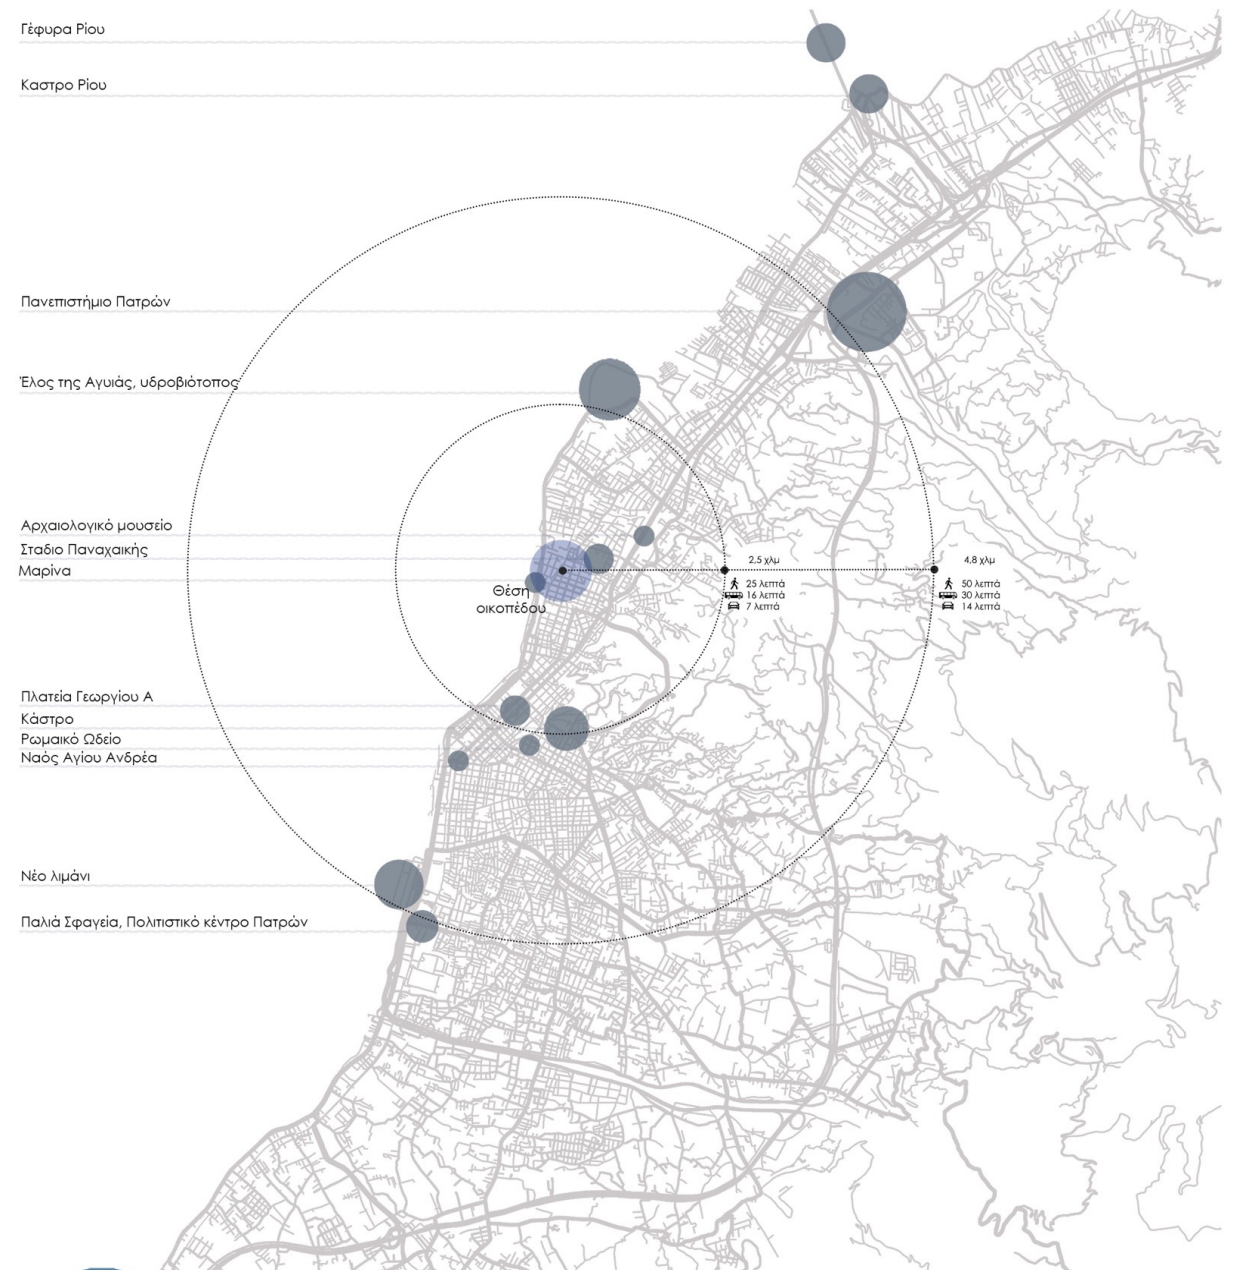 Γέφυρα Ρίου
Καστρο Ρίου
Πανεπιστήμιο Πατρών
Έλος της Αγυιάς, υδροβιότοπος
Αρχαιολογικό μουσείο
Σταδιο Παναχαικής
Μαρίνα
Θέση
οικοπέδου
2,5 χλμ
25 λεπτά
16 λεπτά
7 λεπτά
4,8 χλμ
50 λεπτά
30 λεπτά
14 λεπτά
Πλατεία Γεωργίου Α
Κάστρο
Ρωμαικό Ωδείο
Ναός Αγίου Ανδρέα
Νέο λιμάνι
Παλιά Σφαγεία, Πολιτιστικό κέντρο Πατρών